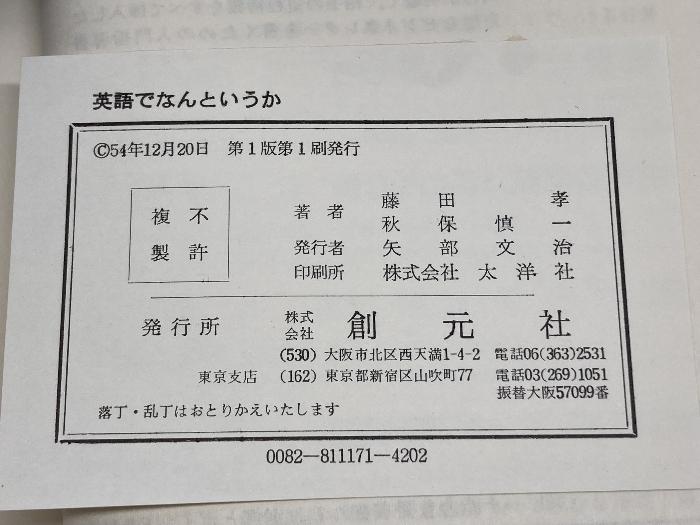 英語でなんというか
©54年12月20日 第1版第1刷発行
不許
複製
著者 藤田 孝
秋保慎一
発行者 矢部文治
印刷所 株式会社 太洋社
発行所 株式会社 創元社
(530) 大阪市北区西天満1-4-2 電話06(363)2531
東京支店 (162) 東京都新宿区山吹町77 電話03(269)1051
振替大阪57099番
落丁・乱丁はおとりかえいたします
0082—811171—4202